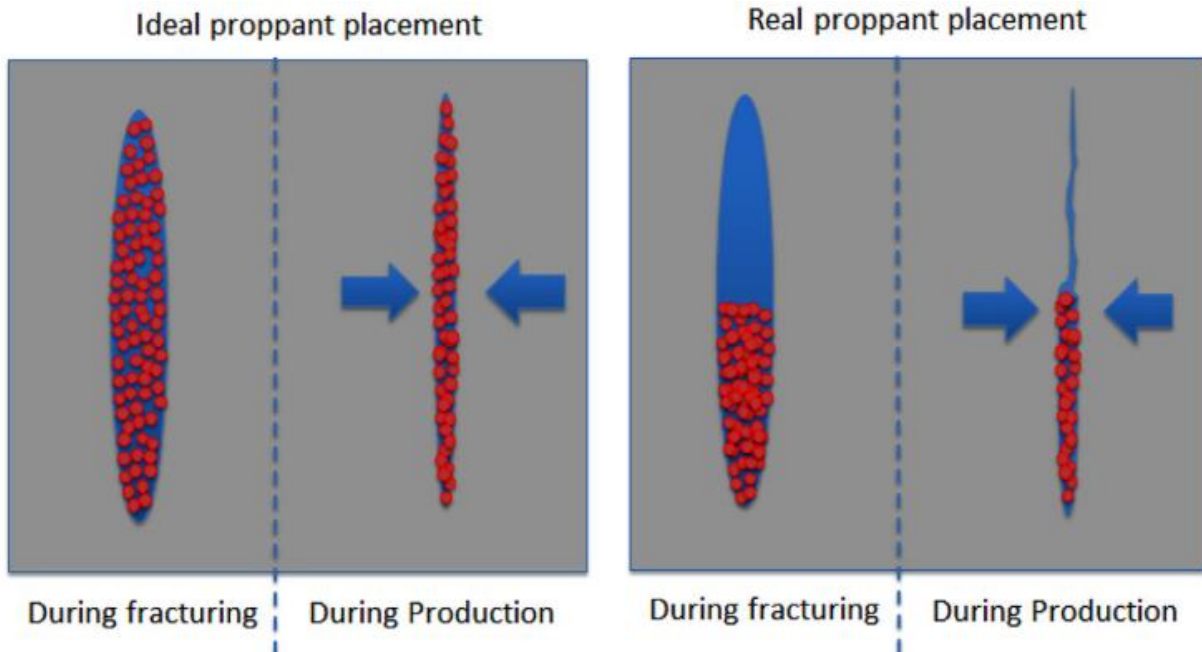 Ideal proppant placement
Real proppant placement
During fracturing
During Production
During fracturing
During Production